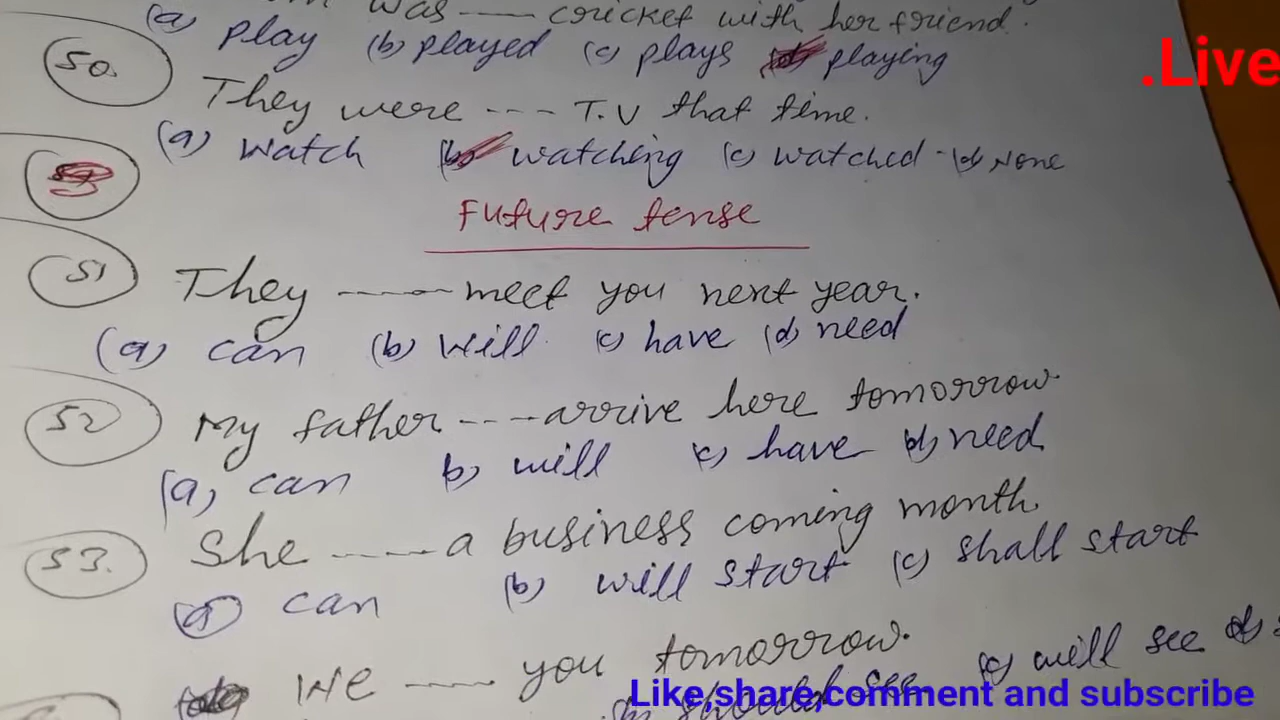 was ---- cricket with her friend.
(a) play (b) played (c) plays (d) playing
.Live
50. They were --- T.V that time.
(a) watch (b) watching (c) watched (d) None
Future tense
51 They ------ meet you next year.
(a) can (b) will (c) have (d) need
52 My father ---- arrive here tomorrow.
(a) can b) will (c) have (d) need
53. She ----- a business coming month.
(a) can (b) will start (c) shall start
We ---- you tomorrow.
(b) should see (c) will see (d)
Like,share,comment and subscribe